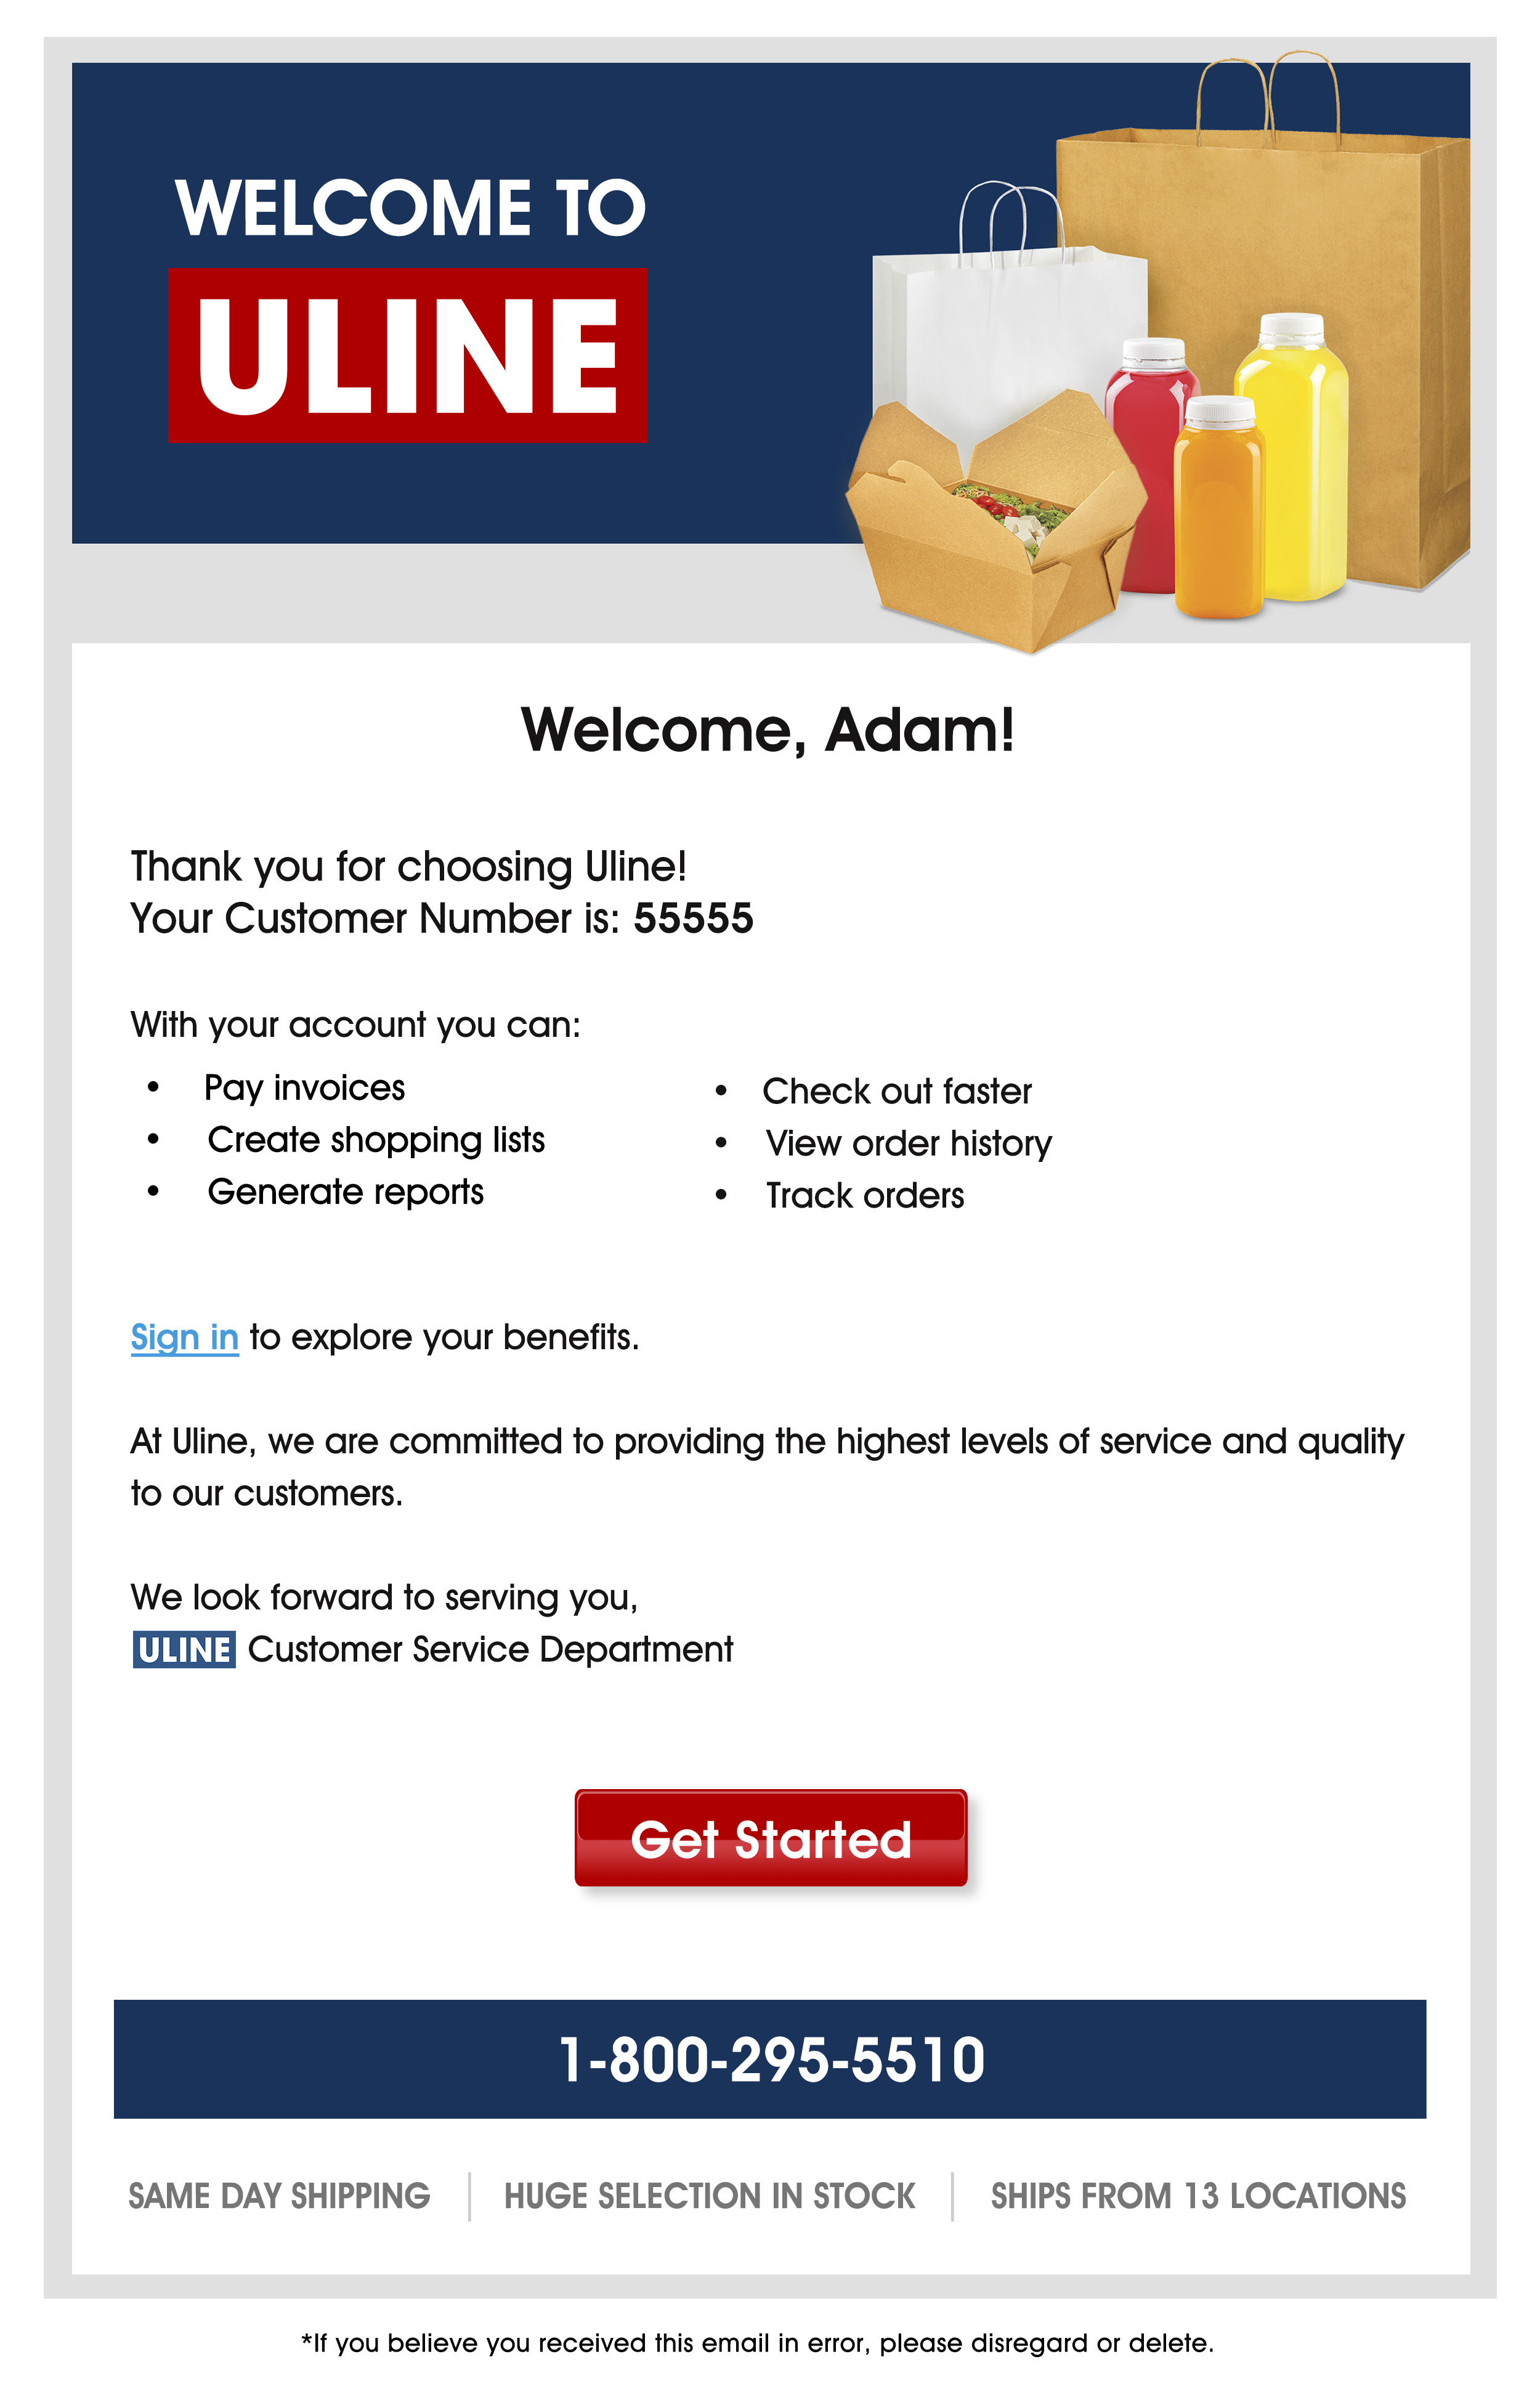 WELCOME TO
ULINE
Welcome, Adam!
Thank you for choosing Uline!
Your Customer Number is: 55555
With your account you can:
• Pay invoices
• Create shopping lists
• Generate reports
• Check out faster
• View order history
• Track orders
Sign in to explore your benefits.
At Uline, we are committed to providing the highest levels of service and quality
to our customers.
We look forward to serving you,
ULINE Customer Service Department
Get Started
1-800-295-5510
SAME DAY SHIPPING | HUGE SELECTION IN STOCK | SHIPS FROM 13 LOCATIONS
*If you believe you received this email in error, please disregard or delete.